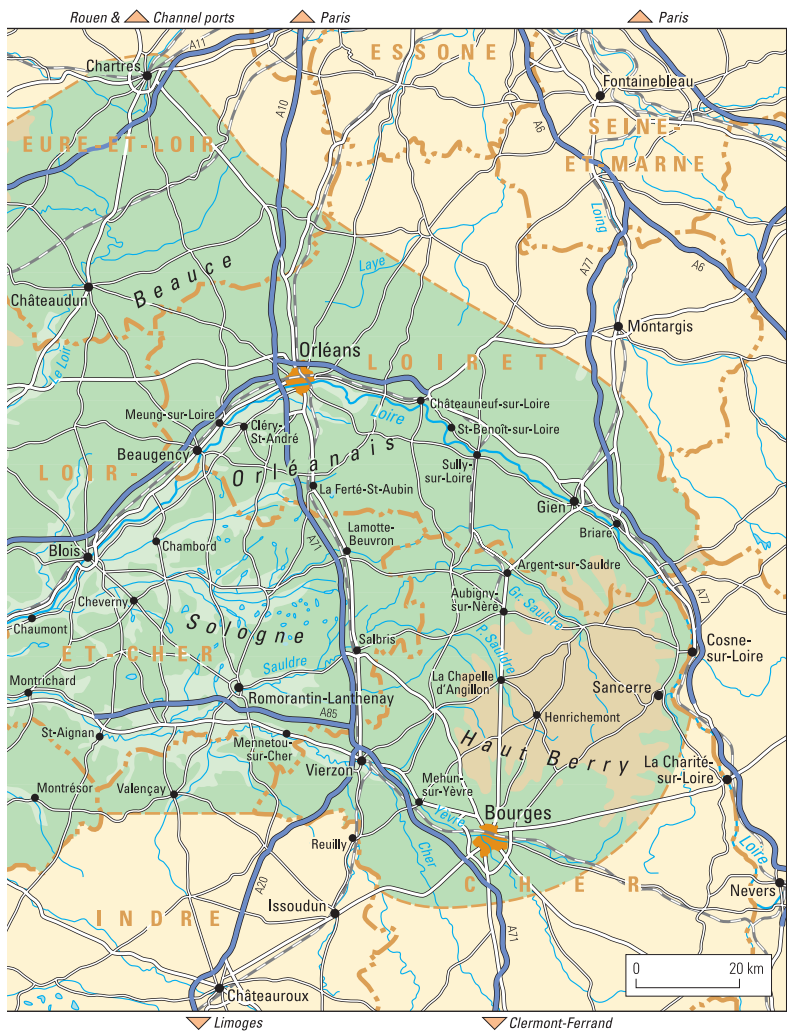 Rouen &
Channel ports
Paris
Paris
ESSONE
A11
Chartres
Fontainebleau
A10
A6
SEINE-
EURE-ET-LOIR
ET-MARNE
Loing
Laye
Beauce
A77
A6
Châteaudun
Montargis
Orléans
LOIRET
Le Loir
Châteauneuf-sur-Loire
Meung-sur-Loire
Loire
Cléry-
St-André
St-Benoît-sur-Loire
Beaugency
Orléanais
Sully-
sur-Loire
LOIR-
La Ferté-St-Aubin
Gien
Lamotte-
Beuvron
Briare
A71
Chambord
Blois
Argent-sur-Sauldre
Gr. Sauldre
Aubigny-
sur-Nère
A77
Cheverny
Chaumont
Sologne
P. Sauldre
Salbris
Cosne-
sur-Loire
ET-CHER
Sauldre
Montrichard
La Chapelle
d'Angillon
Sancerre
Romorantin-Lanthenay
A85
Henrichemont
St-Aignan
Mennetou-
sur-Cher
Haut Berry
Vierzon
La Charité-
sur-Loire
Mehun-
sur-Yèvre
Montrésor
Valençay
Bourges
Yèvre
Reuilly
Cher
Loire
CHER
A20
Nevers
INDRE
Issoudun
A71
0
20 km
Châteauroux
Limoges
Clermont-Ferrand